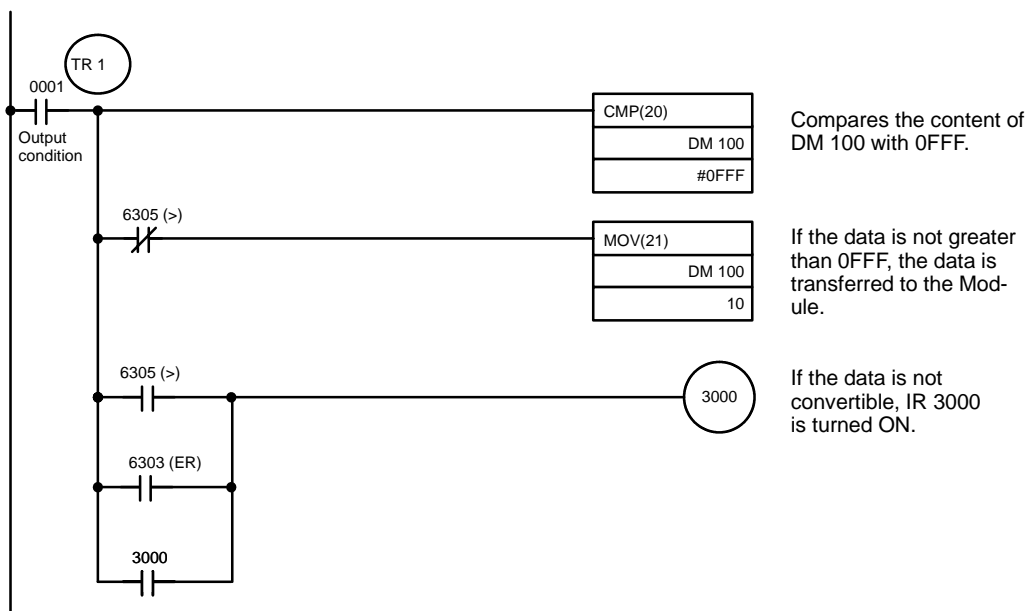 TR 1
0001
Output
condition
CMP(20)
DM 100
#0FFF
Compares the content of
DM 100 with 0FFF.
6305 (>)
MOV(21)
DM 100
10
If the data is not greater
than 0FFF, the data is
transferred to the Mod-
ule.
6305 (>)
3000
If the data is not
convertible, IR 3000
is turned ON.
6303 (ER)
3000